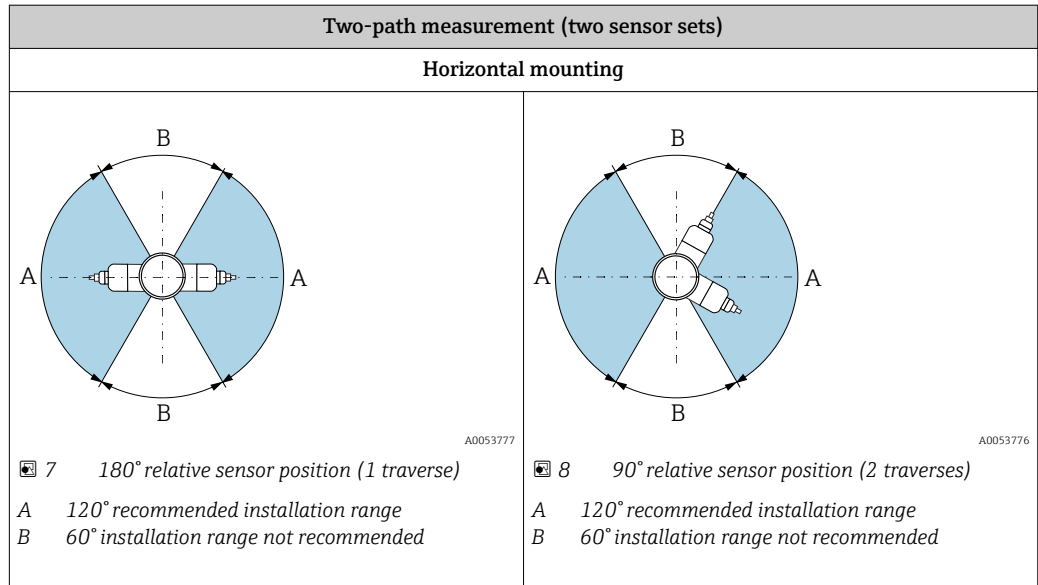 Two-path measurement (two sensor sets)
Horizontal mounting
B
A
A
B
A0053777
7 180° relative sensor position (1 traverse)
A 120° recommended installation range
B 60° installation range not recommended
B
A
A
B
A0053776
8 90° relative sensor position (2 traverses)
A 120° recommended installation range
B 60° installation range not recommended